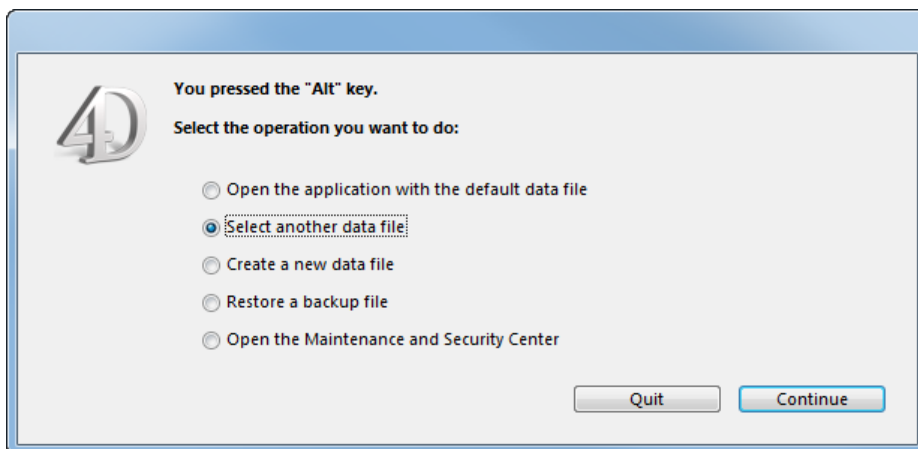 4D
You pressed the "Alt" key.
Select the operation you want to do:
Open the application with the default data file
Select another data file
Create a new data file
Restore a backup file
Open the Maintenance and Security Center
Quit Continue